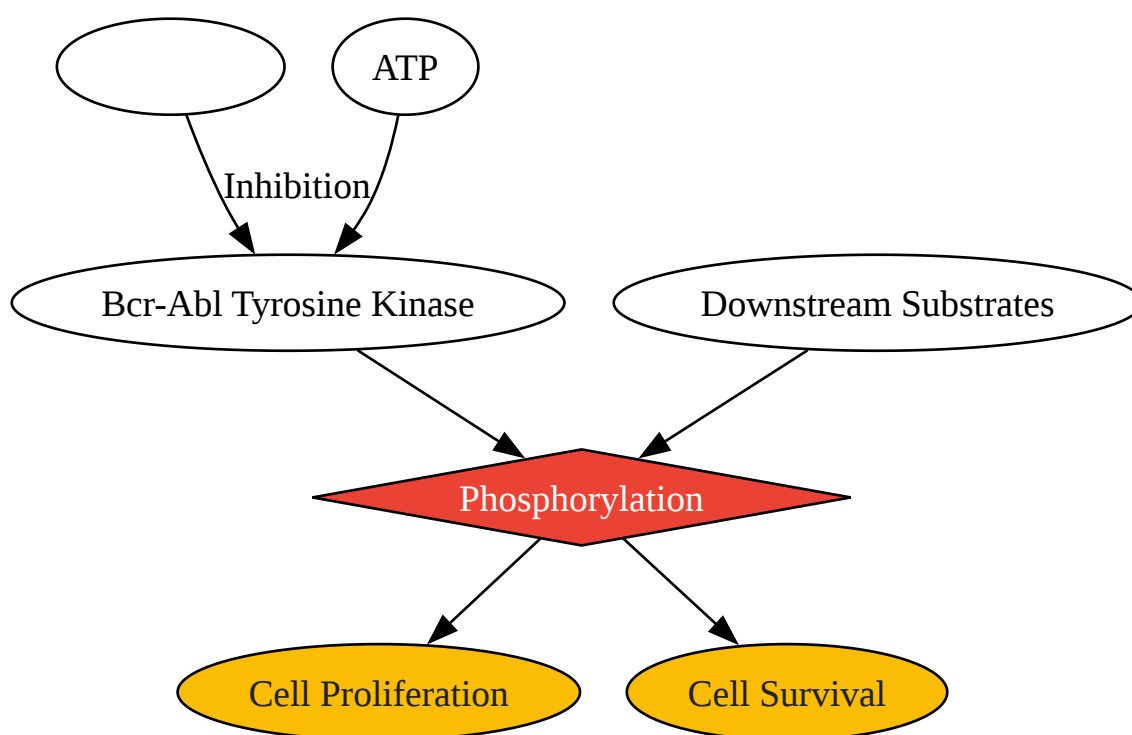 ATP
Inhibition
Bcr-Abl Tyrosine Kinase
Downstream Substrates
Phosphorylation
Cell Proliferation
Cell Survival